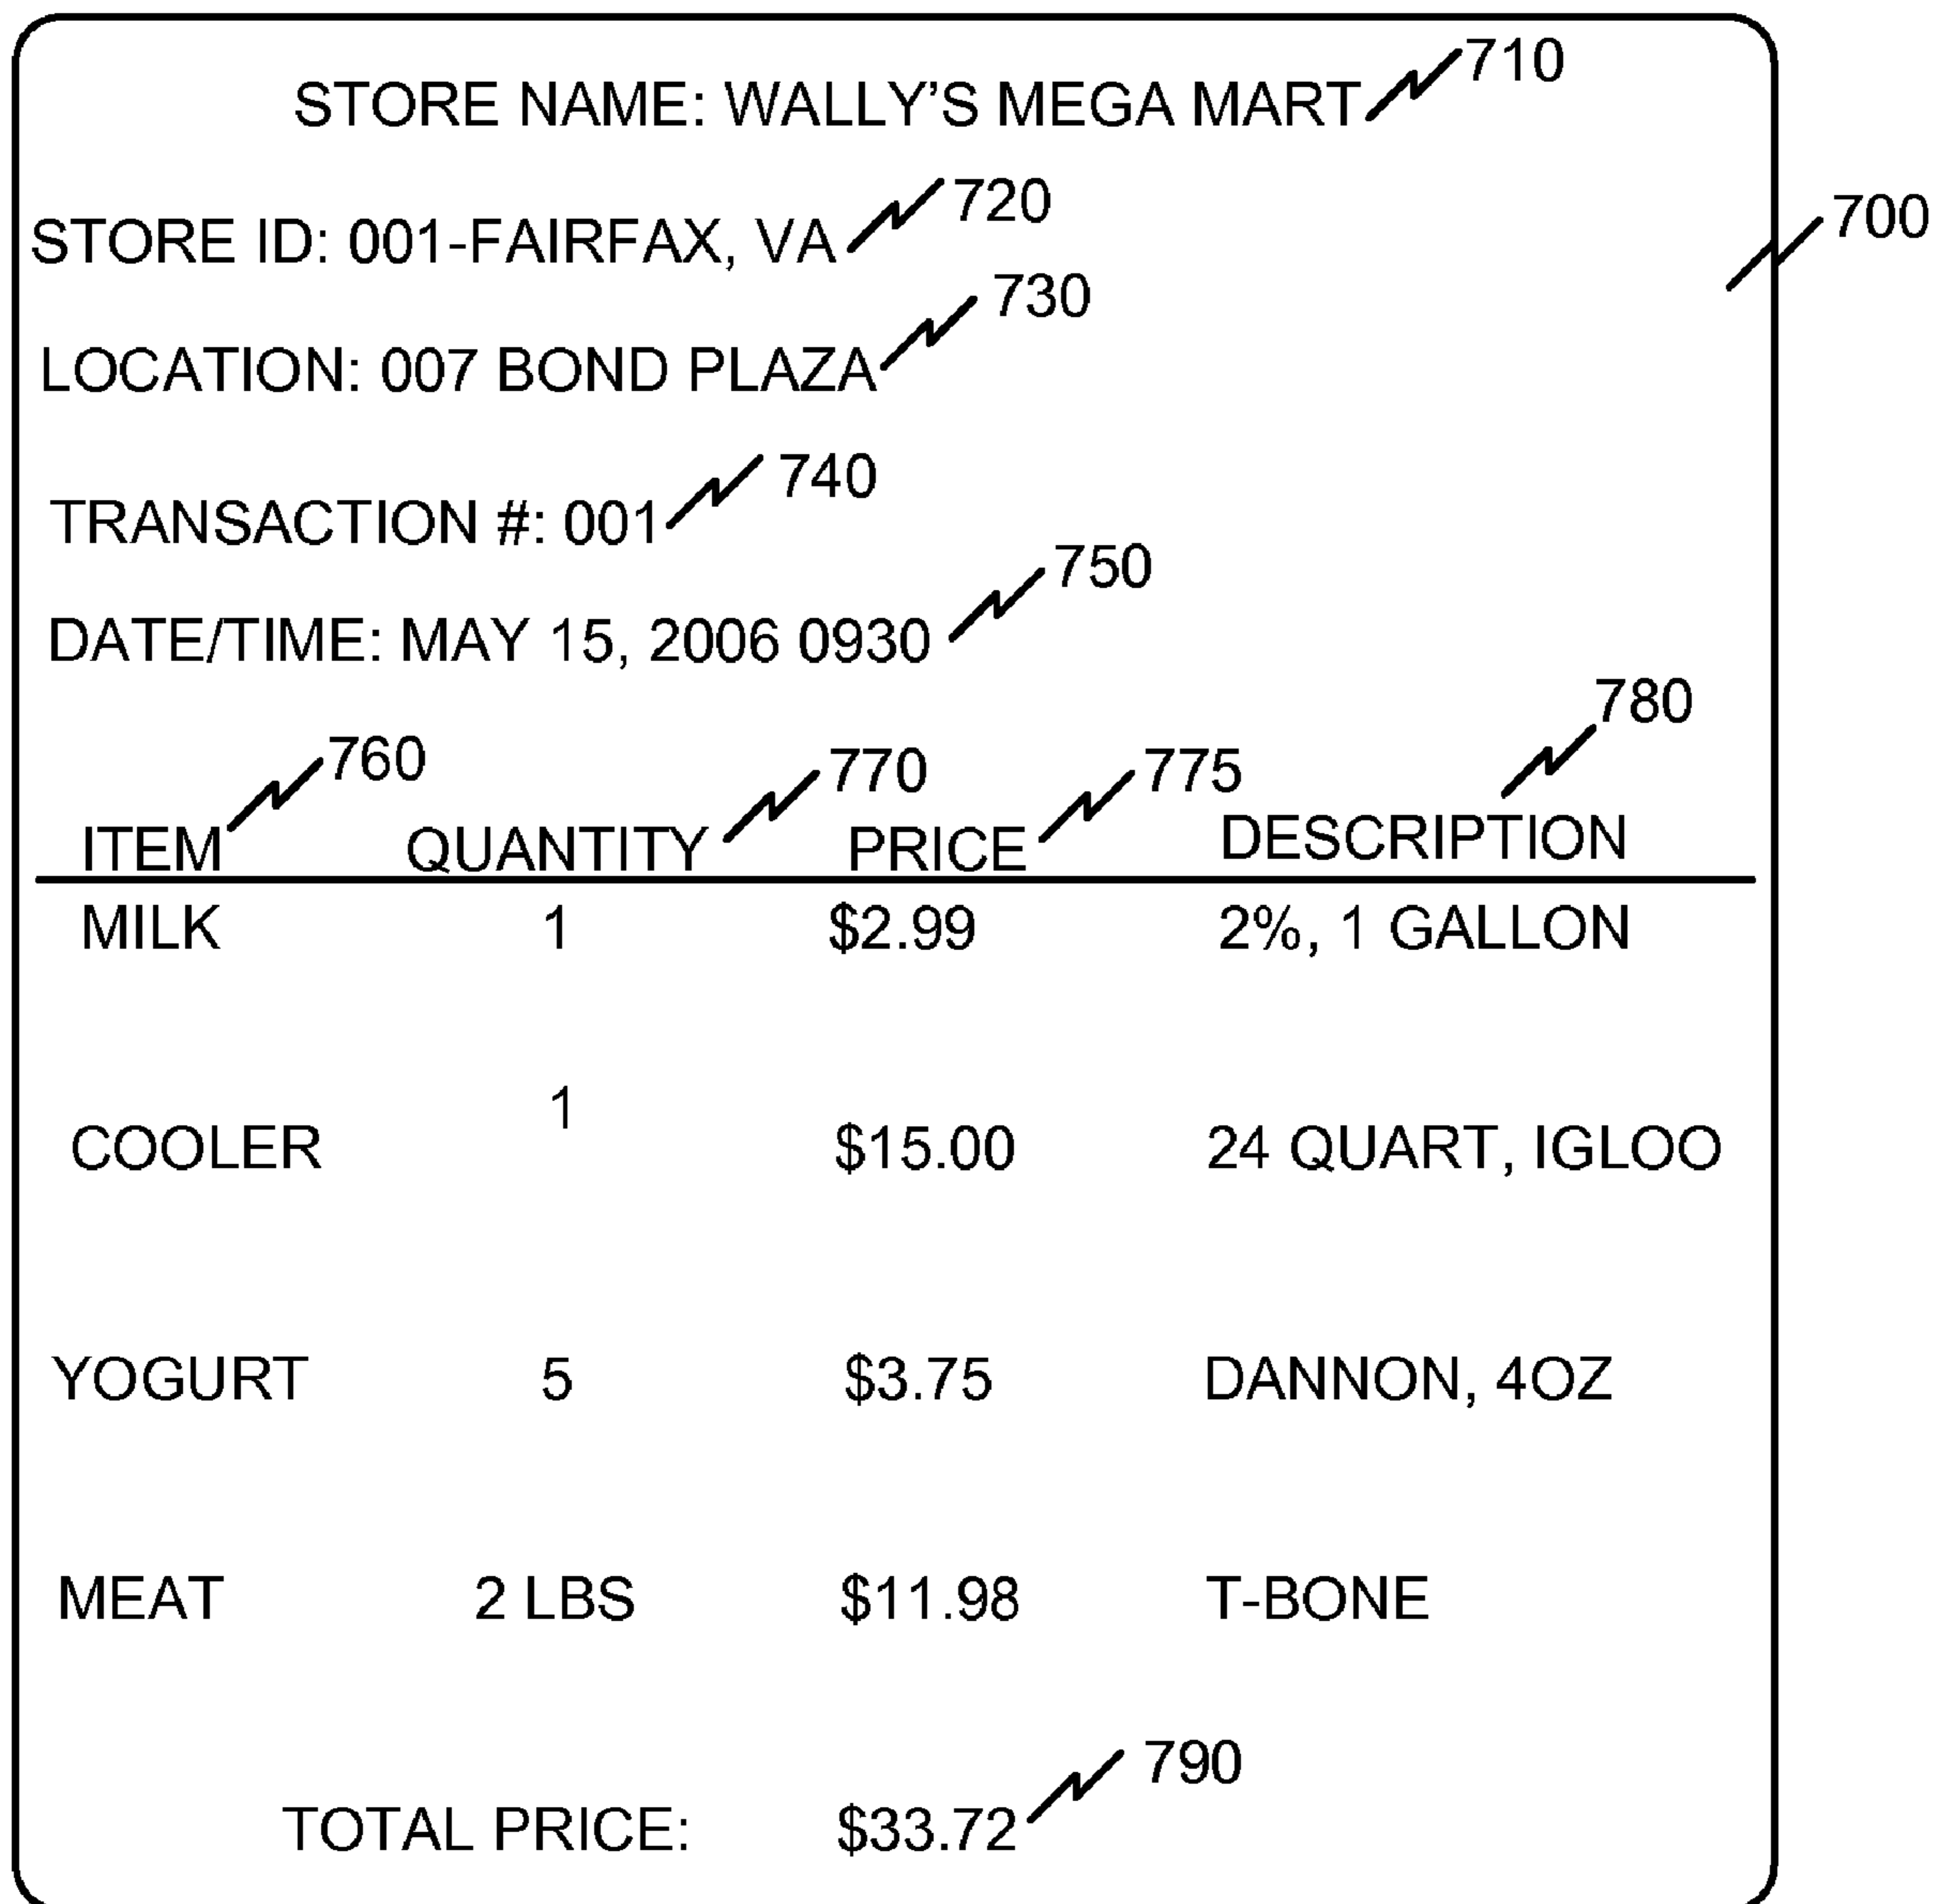 710
STORE NAME: WALLY'S MEGA MART
720
700
STORE ID: 001-FAIRFAX, VA
730
LOCATION: 007 BOND PLAZA
740
TRANSACTION #: 001
750
DATE/TIME: MAY 15, 2006 0930
780
760 770 775
ITEM QUANTITY PRICE DESCRIPTION
MILK 1 $2.99 2%, 1 GALLON
COOLER 1 $15.00 24 QUART, IGLOO
YOGURT 5 $3.75 DANNON, 4OZ
MEAT 2 LBS $11.98 T-BONE
790
TOTAL PRICE: $33.72